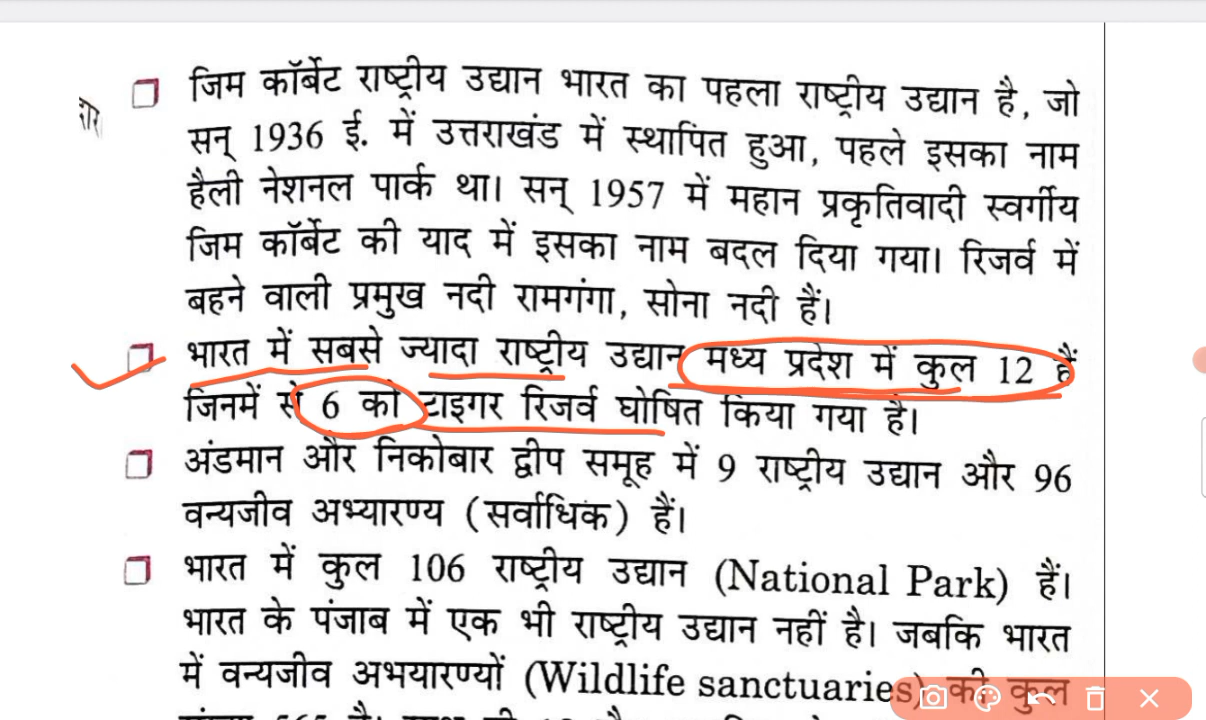 जिम कॉर्बेट राष्ट्रीय उद्यान भारत का पहला राष्ट्रीय उद्यान है, जो
सन् 1936 ई. में उत्तराखंड में स्थापित हुआ, पहले इसका नाम
हैली नेशनल पार्क था। सन् 1957 में महान प्रकृतिवादी स्वर्गीय
जिम कॉर्बेट की याद में इसका नाम बदल दिया गया। रिजर्व में
बहने वाली प्रमुख नदी रामगंगा, सोना नदी हैं।
भारत में सबसे ज्यादा राष्ट्रीय उद्यान मध्य प्रदेश में कुल 12 हैं
जिनमें से 6 को टाइगर रिजर्व घोषित किया गया है।
अंडमान और निकोबार द्वीप समूह में 9 राष्ट्रीय उद्यान और 96
वन्यजीव अभ्यारण्य (सर्वाधिक) हैं।
भारत में कुल 106 राष्ट्रीय उद्यान (National Park) हैं।
भारत के पंजाब में एक भी राष्ट्रीय उद्यान नहीं है। जबकि भारत
में वन्यजीव अभयारण्यों (Wildlife sanctuaries) की कुल